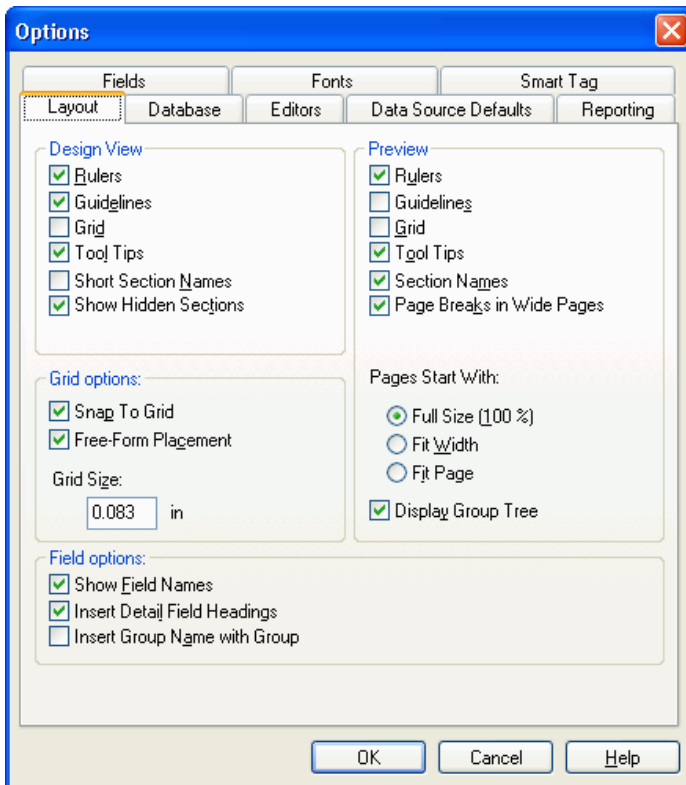 Options
Fields Fonts Smart Tag
Layout Database Editors Data Source Defaults Reporting
Design View
Rulers
Guidelines
Grid
Tool Tips
Short Section Names
Show Hidden Sections
Preview
Rulers
Guidelines
Grid
Tool Tips
Section Names
Page Breaks in Wide Pages
Pages Start With:
Full Size (100 %)
Fit Width
Fit Page
Display Group Tree
Grid options:
Snap To Grid
Free-Form Placement
Grid Size:
0.083 in
Field options:
Show Field Names
Insert Detail Field Headings
Insert Group Name with Group
OK Cancel Help